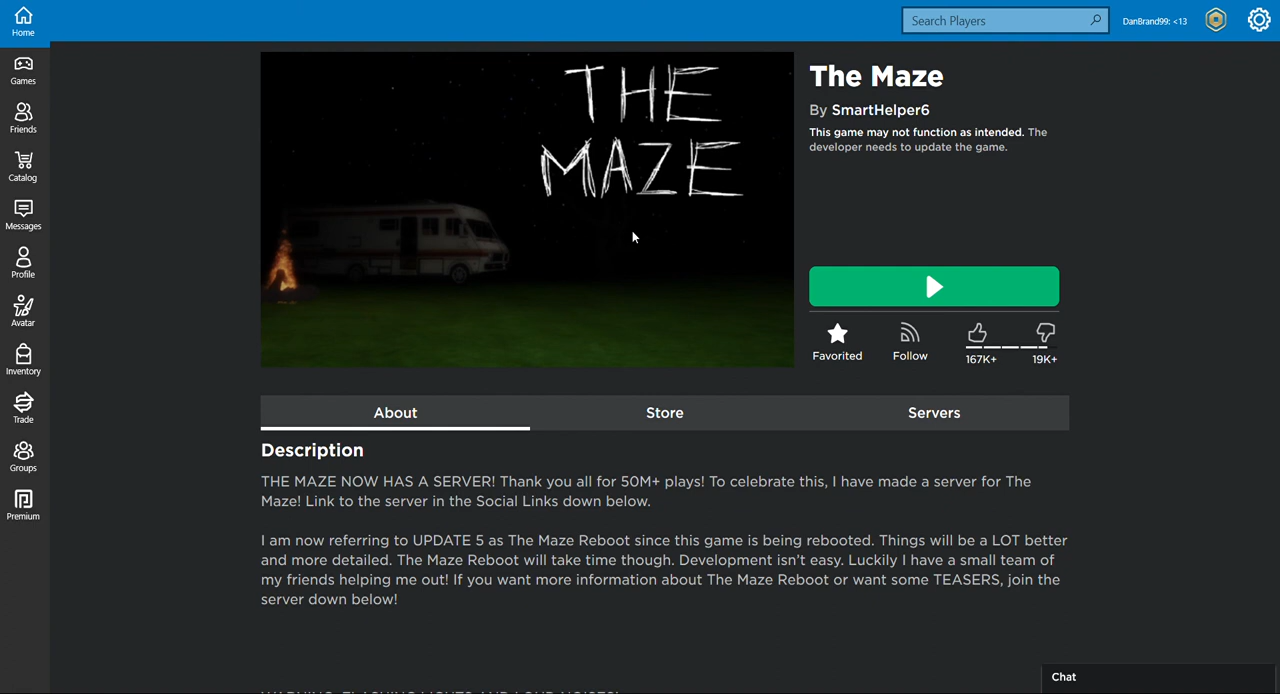 Home
Search Players
DanBrand99: <13
Games
Friends
Catalog
Messages
Profile
Avatar
Inventory
Trade
Groups
Premium
THE
MAZE
The Maze
By SmartHelper6
This game may not function as intended. The
developer needs to update the game.
Favorited
Follow
167K+
19K+
About
Store
Servers
Description
THE MAZE NOW HAS A SERVER! Thank you all for 50M+ plays! To celebrate this, I have made a server for The
Maze! Link to the server in the Social Links down below.
I am now referring to UPDATE 5 as The Maze Reboot since this game is being rebooted. Things will be a LOT better
and more detailed. The Maze Reboot will take time though. Development isn't easy. Luckily I have a small team of
my friends helping me out! If you want more information about The Maze Reboot or want some TEASERS, join the
server down below!
WARNING: FLASHING LIGHTS AND LOUD NOISES!
Chat